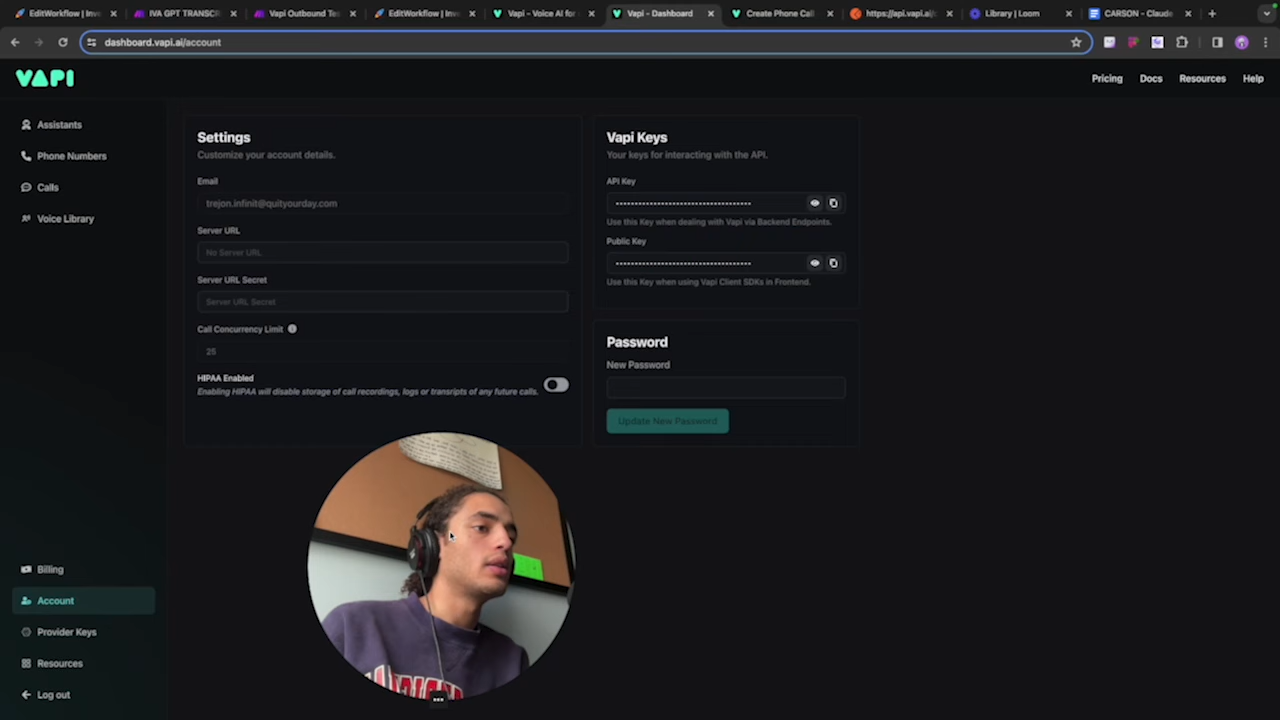 EditWorkflow | Inv
IVA GPT TRANSCR
Vapi Outbound Te
EditWorkflow | Inv
Vapi - Voice AI for
Vapi - Dashboard
Create Phone Call
https://api.vapi.ai/
Library | Loom
CARSON - Claude
dashboard.vapi.ai/account
VAPI
Pricing
Docs
Resources
Help
Assistants
Phone Numbers
Calls
Voice Library
Settings
Customize your account details.
Email
trejon.infinit@quityourday.com
Server URL
No Server URL
Server URL Secret
Server URL Secret
Call Concurrency Limit
25
HIPAA Enabled
Enabling HIPAA will disable storage of call recordings, logs or transripts of any future calls.
Vapi Keys
Your keys for interacting with the API.
API Key
Use this Key when dealing with Vapi via Backend Endpoints.
Public Key
Use this Key when using Vapi Client SDKs in Frontend.
Password
New Password
Update New Password
Billing
Account
Provider Keys
Resources
Log out